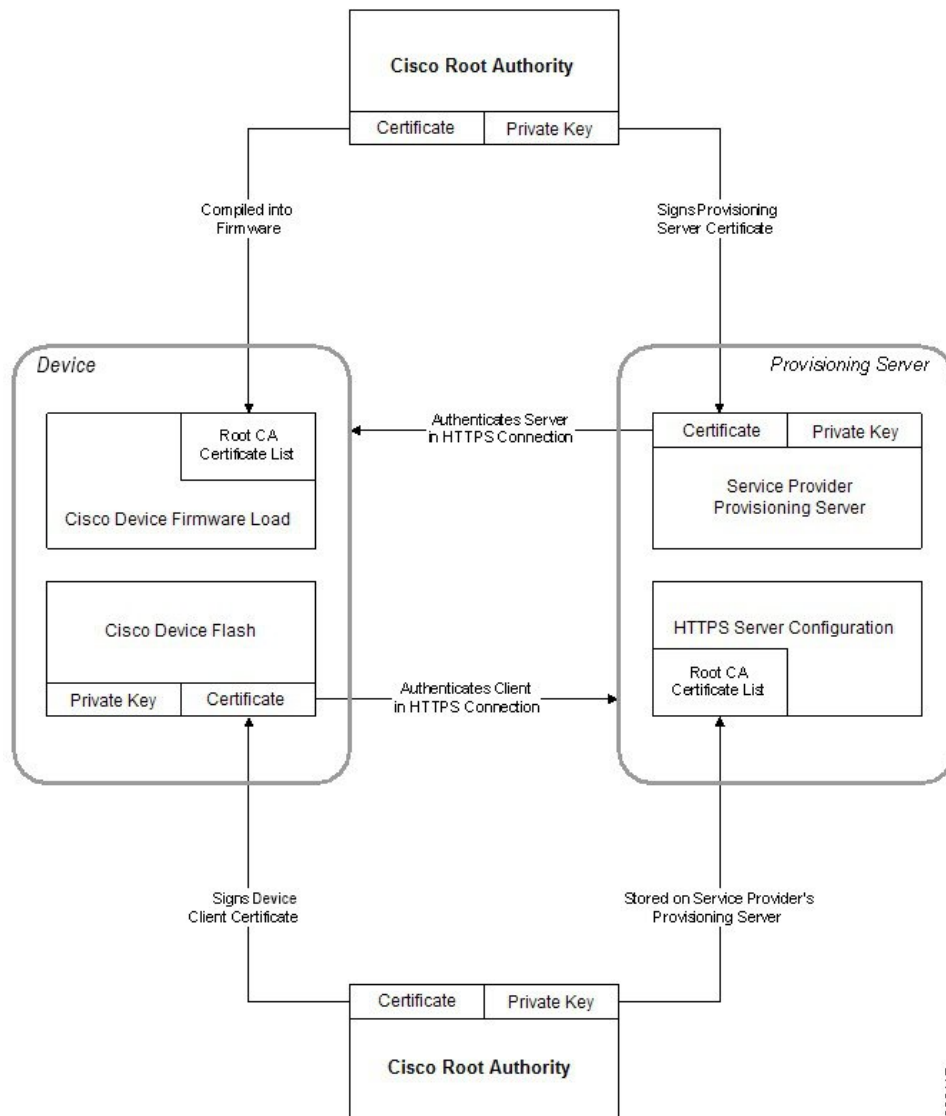 Cisco Root Authority
Certificate
Private Key
Compiled into
Firmware
Signs Provisioning
Server Certificate
Device
Provisioning Server
Root CA
Certificate List
Cisco Device Firmware Load
Authenticates Server
in HTTPS Connection
Certificate
Private Key
Service Provider
Provisioning Server
Cisco Device Flash
Private Key
Certificate
Authenticates Client
in HTTPS Connection
HTTPS Server Configuration
Root CA
Certificate List
Signs Device
Client Certificate
Stored on Service Provider's
Provisioning Server
Certificate
Private Key
Cisco Root Authority